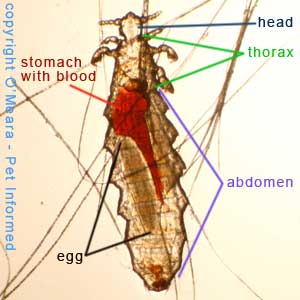 head
thorax
stomach
with blood
abdomen
egg
copyright O'Meara - Pet Informed